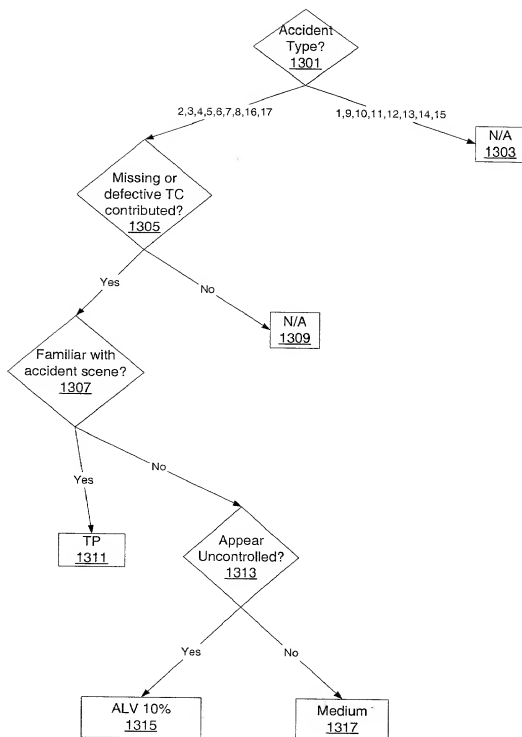 Accident
Type?
1301
2,3,4,5,6,7,8,16,17
1,9,10,11,12,13,14,15
N/A
1303
Missing or
defective TC
contributed?
1305
Yes
No
N/A
1309
Familiar with
accident scene?
1307
Yes
No
TP
1311
Appear
Uncontrolled?
1313
Yes
No
ALV 10%
1315
Medium
1317